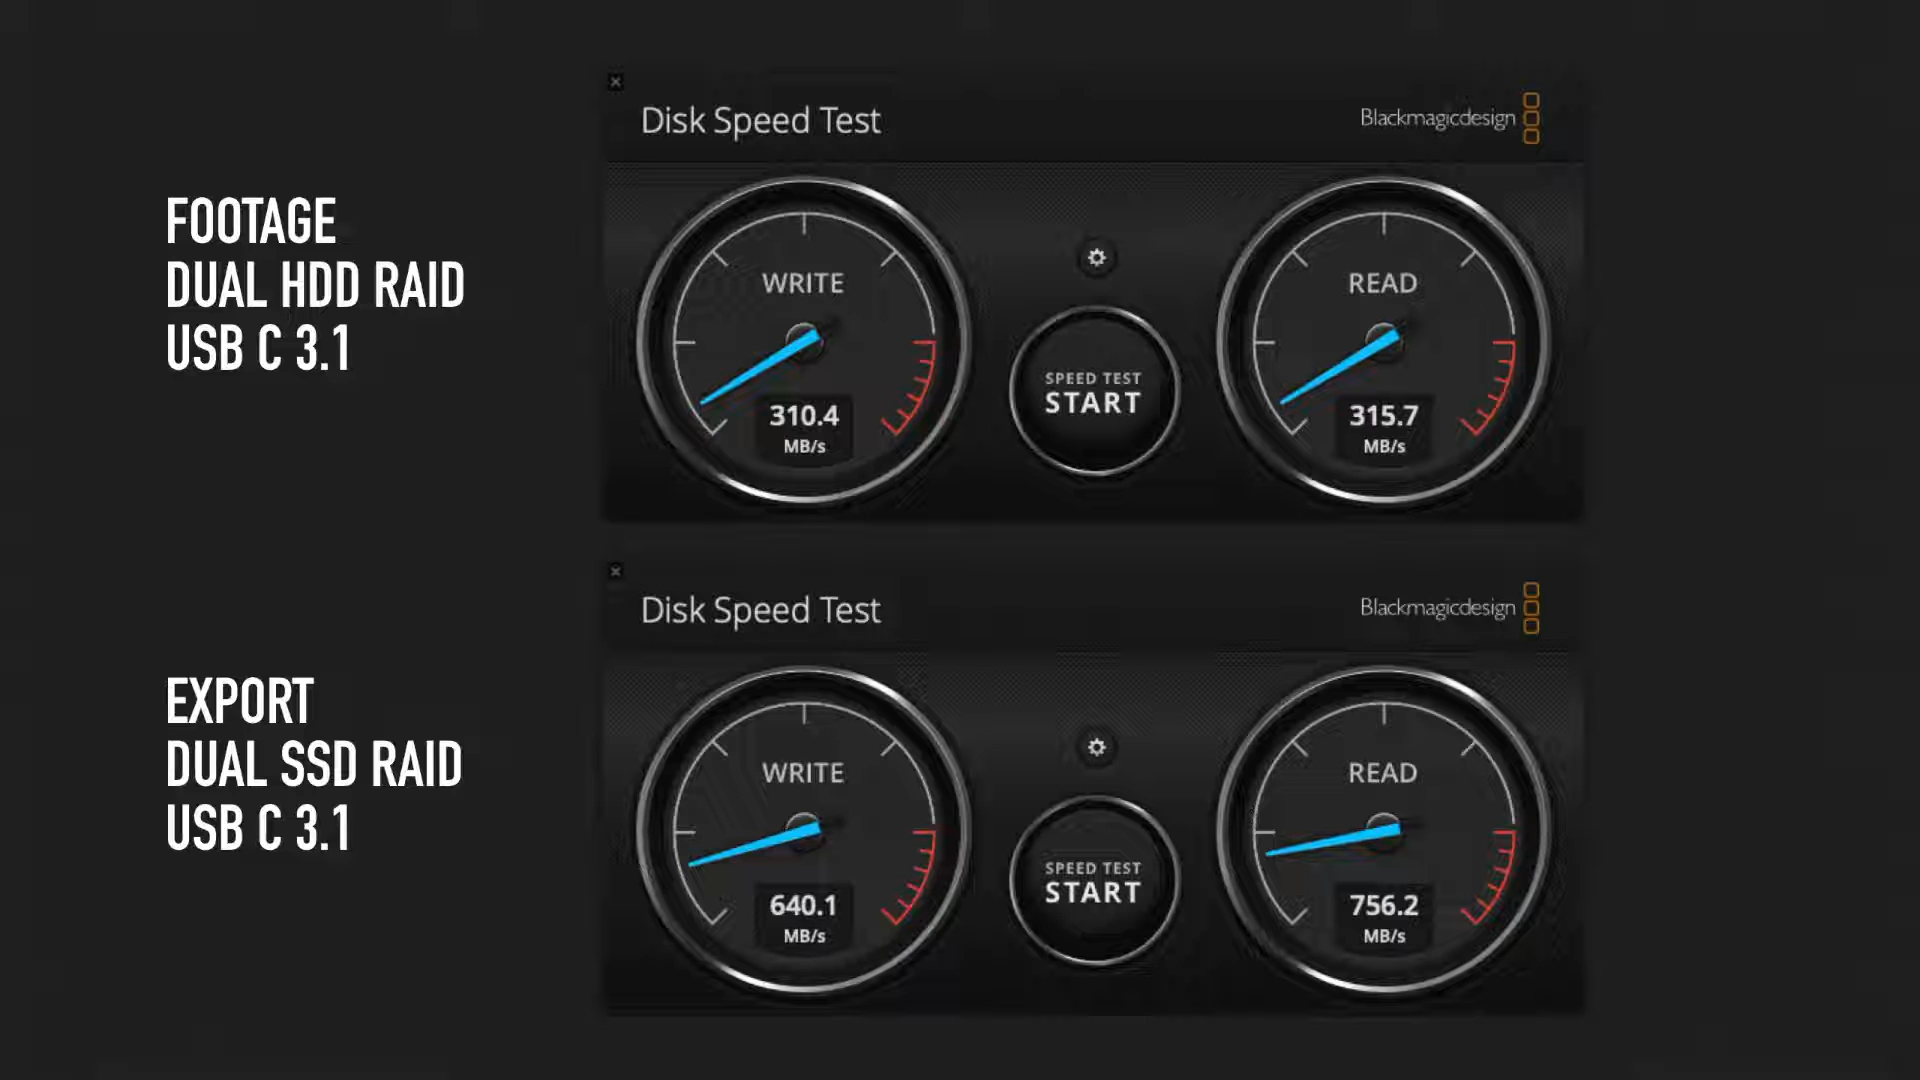 FOOTAGE
DUAL HDD RAID
USB C 3.1
Disk Speed Test
Blackmagicdesign
WRITE
310.4
MB/s
SPEED TEST
START
READ
315.7
MB/s
EXPORT
DUAL SSD RAID
USB C 3.1
Disk Speed Test
Blackmagicdesign
WRITE
640.1
MB/s
SPEED TEST
START
READ
756.2
MB/s